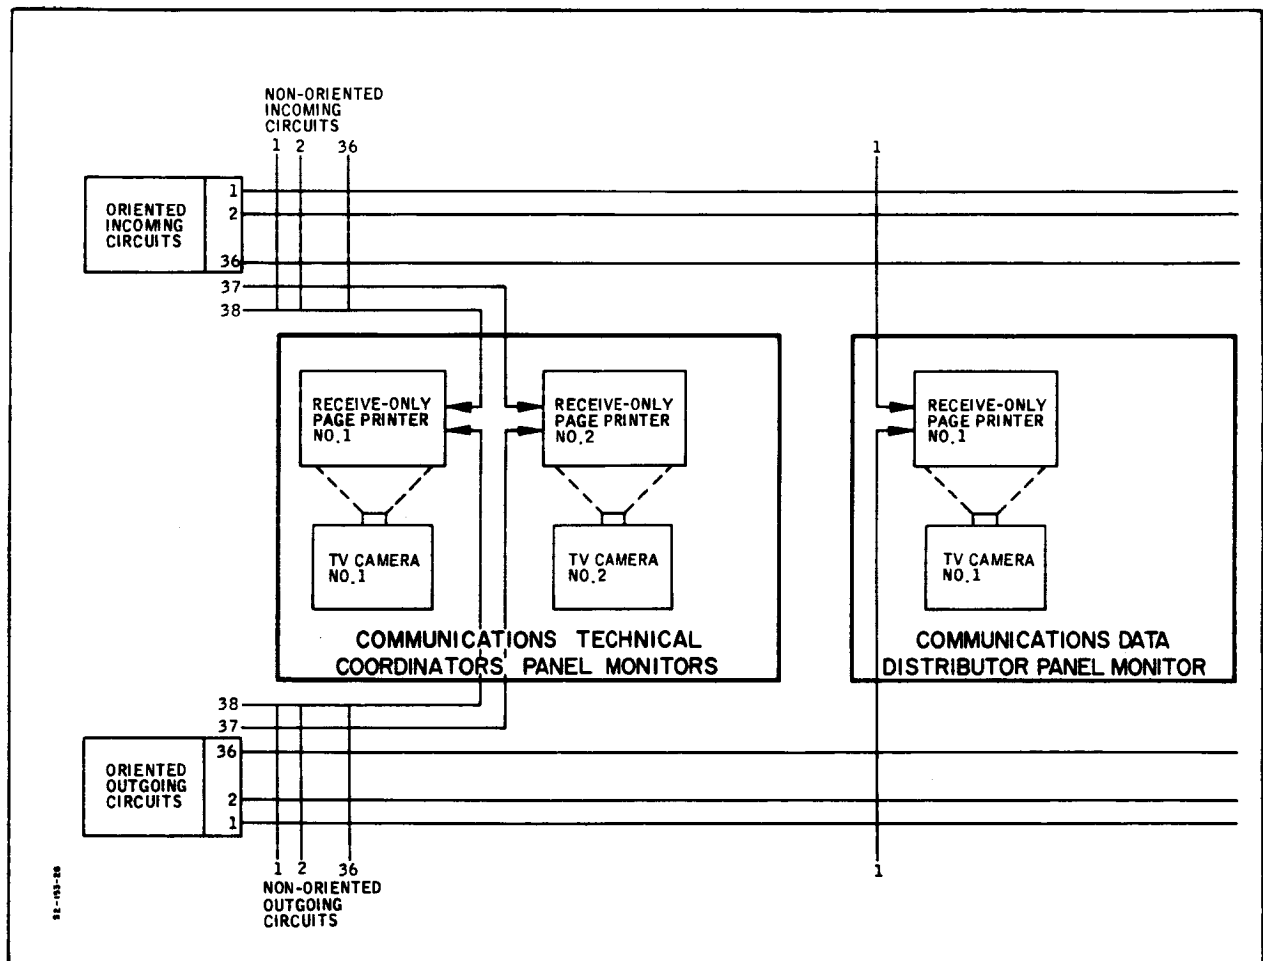 NON-ORIENTED
INCOMING
CIRCUITS
1 2 36
1
ORIENTED
INCOMING
CIRCUITS
1
2
36
37
38
RECEIVE-ONLY
PAGE PRINTER
NO.1
RECEIVE-ONLY
PAGE PRINTER
NO.2
RECEIVE-ONLY
PAGE PRINTER
NO.1
TV CAMERA
NO.1
TV CAMERA
NO.2
TV CAMERA
NO.1
COMMUNICATIONS TECHNICAL
COORDINATORS PANEL MONITORS
COMMUNICATIONS DATA
DISTRIBUTOR PANEL MONITOR
38
37
36
2
1
ORIENTED
OUTGOING
CIRCUITS
1 2 36
1
NON-ORIENTED
OUTGOING
CIRCUITS